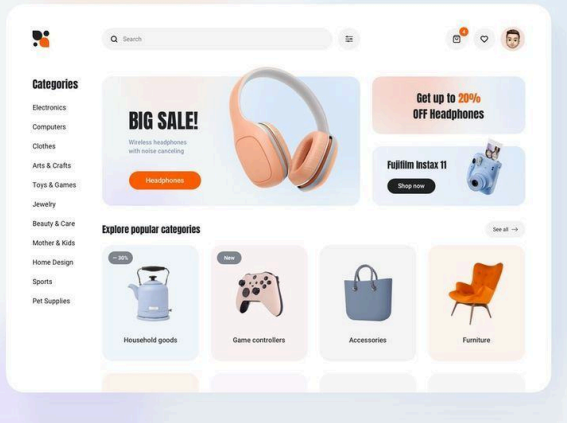 Search
4
Categories
Electronics
Computers
Clothes
Arts & Crafts
Toys & Games
Jewelry
Beauty & Care
Mother & Kids
Home Design
Sports
Pet Supplies
BIG SALE!
Wireless headphones
with noise canceling
Headphones
Get up to 20%
OFF Headphones
Fujifilm Instax 11
Shop now
Explore popular categories
See all →
— 30%
Household goods
New
Game controllers
Accessories
Furniture